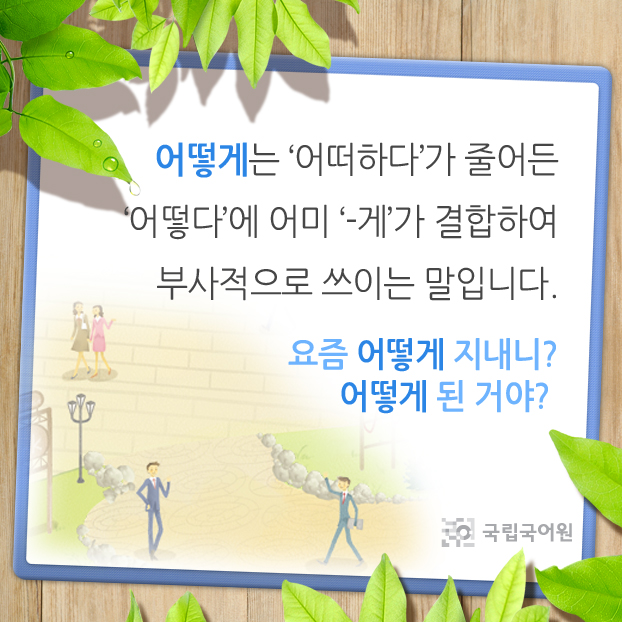 어떻게는 ‘어떠하다’가 줄어든
‘어떻다’에 어미 ‘-게’가 결합하여
부사적으로 쓰이는 말입니다.
요즘 어떻게 지내니?
어떻게 된 거야?
국립국어원